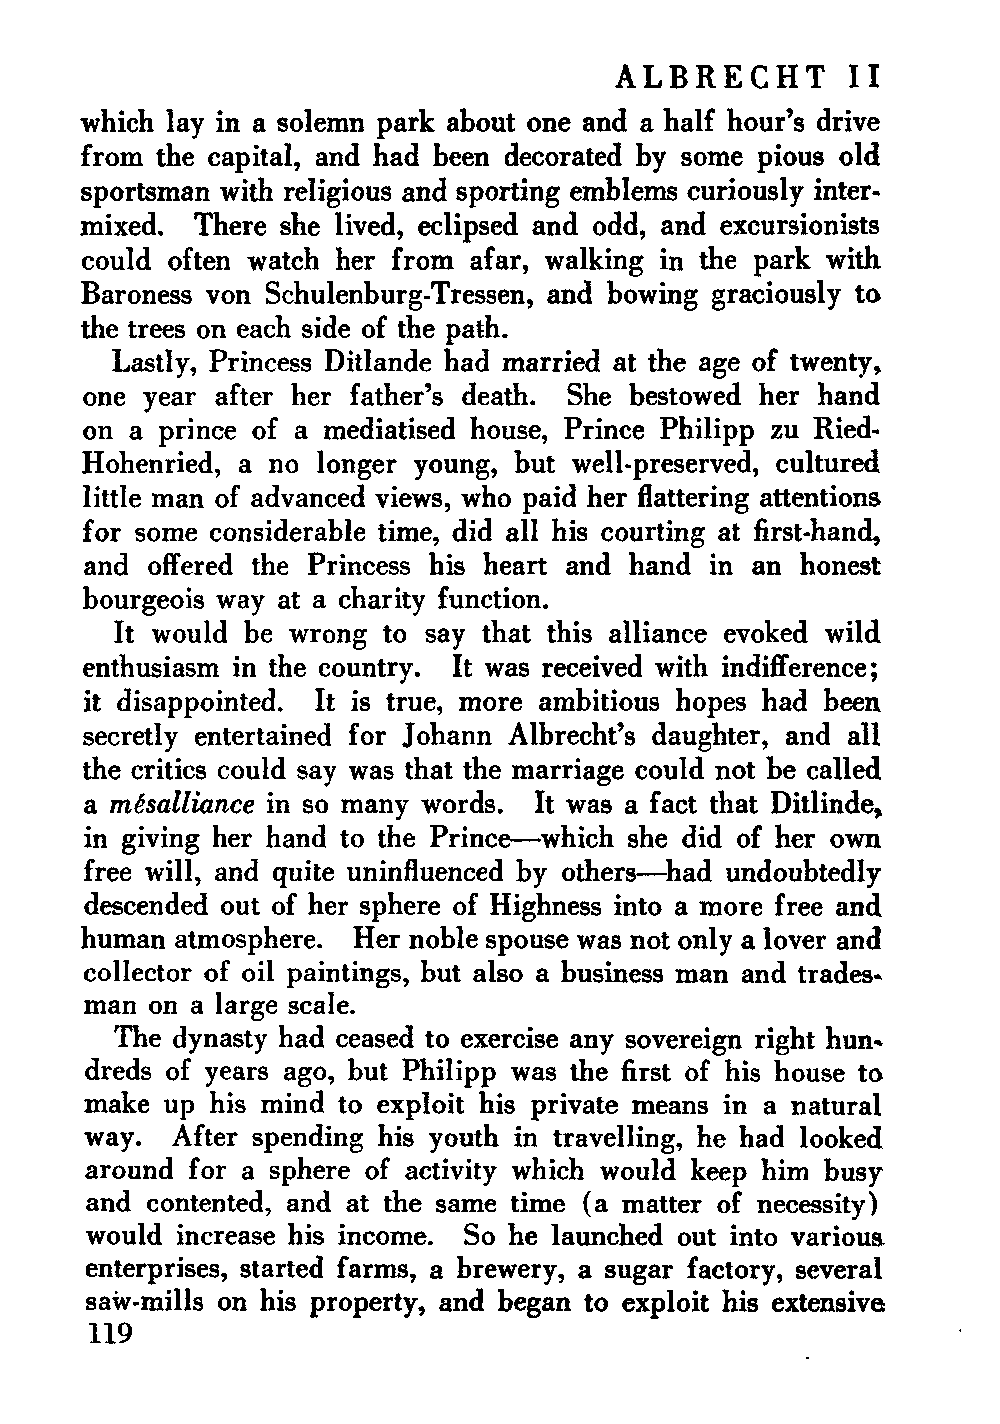 ALBRECHT II
which lay in a solemn park about one and a half hour's drive
from the capital, and had been decorated by some pious old
sportsman with religious and sporting emblems curiously inter-
mixed. There she lived, eclipsed and odd, and excursionists
could often watch her from afar, walking in the park with
Baroness von Schulenburg-Tressen, and bowing graciously to
the trees on each side of the path.
Lastly, Princess Ditlande had married at the age of twenty,
one year after her father's death. She bestowed her hand
on a prince of a mediatised house, Prince Philipp zu Ried-
Hohenried, a no longer young, but well-preserved, cultured
little man of advanced views, who paid her flattering attentions
for some considerable time, did all his courting at first-hand,
and offered the Princess his heart and hand in an honest
bourgeois way at a charity function.
It would be wrong to say that this alliance evoked wild
enthusiasm in the country. It was received with indifference;
it disappointed. It is true, more ambitious hopes had been
secretly entertained for Johann Albrecht's daughter, and all
the critics could say was that the marriage could not be called
a mésalliance in so many words. It was a fact that Ditlinde,
in giving her hand to the Prince—which she did of her own
free will, and quite uninfluenced by others—had undoubtedly
descended out of her sphere of Highness into a more free and
human atmosphere. Her noble spouse was not only a lover and
collector of oil paintings, but also a business man and trades-
man on a large scale.
The dynasty had ceased to exercise any sovereign right hun-
dreds of years ago, but Philipp was the first of his house to
make up his mind to exploit his private means in a natural
way. After spending his youth in travelling, he had looked
around for a sphere of activity which would keep him busy
and contented, and at the same time (a matter of necessity)
would increase his income. So he launched out into various
enterprises, started farms, a brewery, a sugar factory, several
saw-mills on his property, and began to exploit his extensive
119